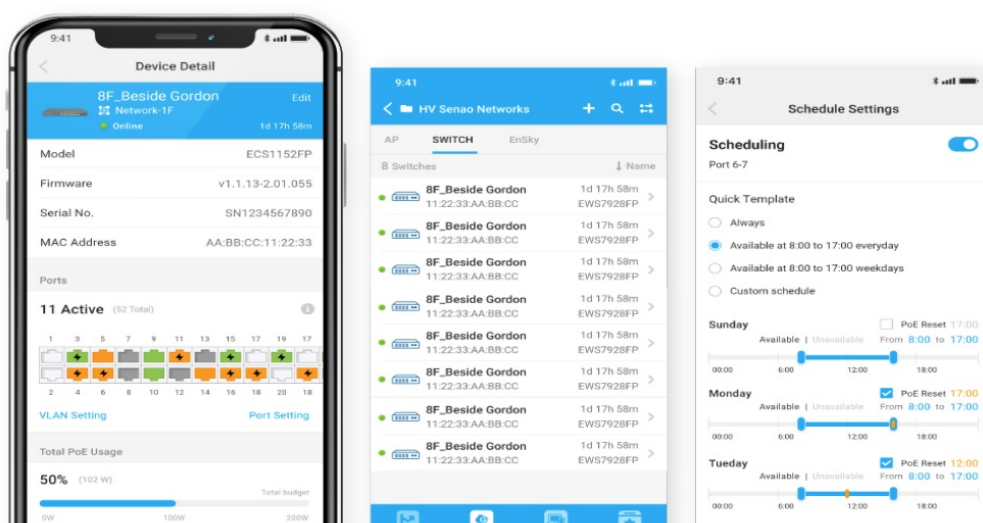 9:41
Device Detail
8F_Beside Gordon Edit
Network-1F
Online 1d 17h 58m
Model ECS1152FP
Firmware v1.1.13-2.01.055
Serial No. SN1234567890
MAC Address AA:BB:CC:11:22:33
Ports
11 Active (52 Total)
1 3 5 7 9 11 13 15 17 19 17
2 4 6 8 10 12 14 16 18 20 18
VLAN Setting Port Setting
Total PoE Usage
50% (102 W)
Total budget
0W 100W 200W
9:41
HV Senao Networks
AP SWITCH EnSky
8 Switches Name
8F_Beside Gordon 1d 17h 58m
11:22:33:AA:BB:CC EWS7928FP
8F_Beside Gordon 1d 17h 58m
11:22:33:AA:BB:CC EWS7928FP
8F_Beside Gordon 1d 17h 58m
11:22:33:AA:BB:CC EWS7928FP
8F_Beside Gordon 1d 17h 58m
11:22:33:AA:BB:CC EWS7928FP
8F_Beside Gordon 1d 17h 58m
11:22:33:AA:BB:CC EWS7928FP
8F_Beside Gordon 1d 17h 58m
11:22:33:AA:BB:CC EWS7928FP
8F_Beside Gordon 1d 17h 58m
11:22:33:AA:BB:CC EWS7928FP
8F_Beside Gordon 1d 17h 58m
11:22:33:AA:BB:CC EWS7928FP
9:41
Schedule Settings
Scheduling
Port 6-7
Quick Template
Always
Available at 8:00 to 17:00 everyday
Available at 8:00 to 17:00 weekdays
Custom schedule
Sunday PoE Reset 17:00
Available | Unavailable From 8:00 to 17:00
00:00 6:00 12:00 18:00
Monday PoE Reset 17:00
Available | Unavailable From 8:00 to 17:00
00:00 6:00 12:00 18:00
Tueday PoE Reset 12:00
Available | Unavailable From 8:00 to 17:00
00:00 6:00 12:00 18:00